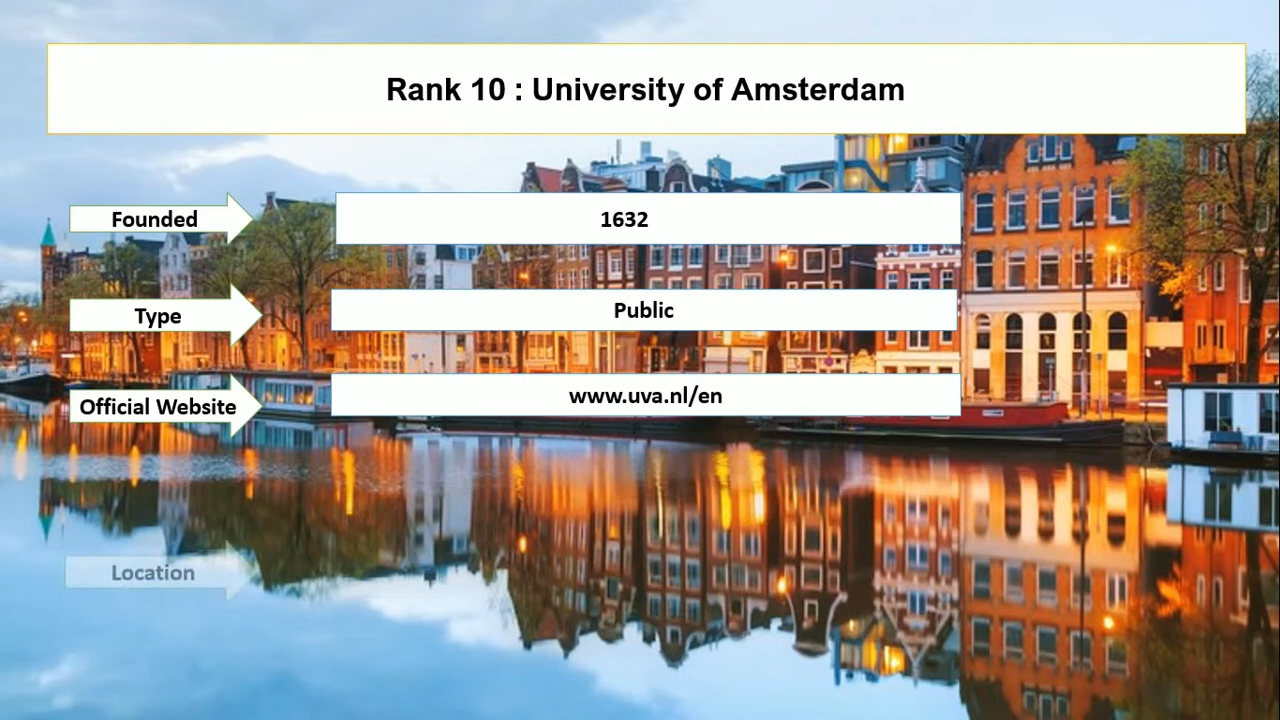 Rank 10 : University of Amsterdam
Founded
1632
Type
Public
Official Website
www.uva.nl/en
Location